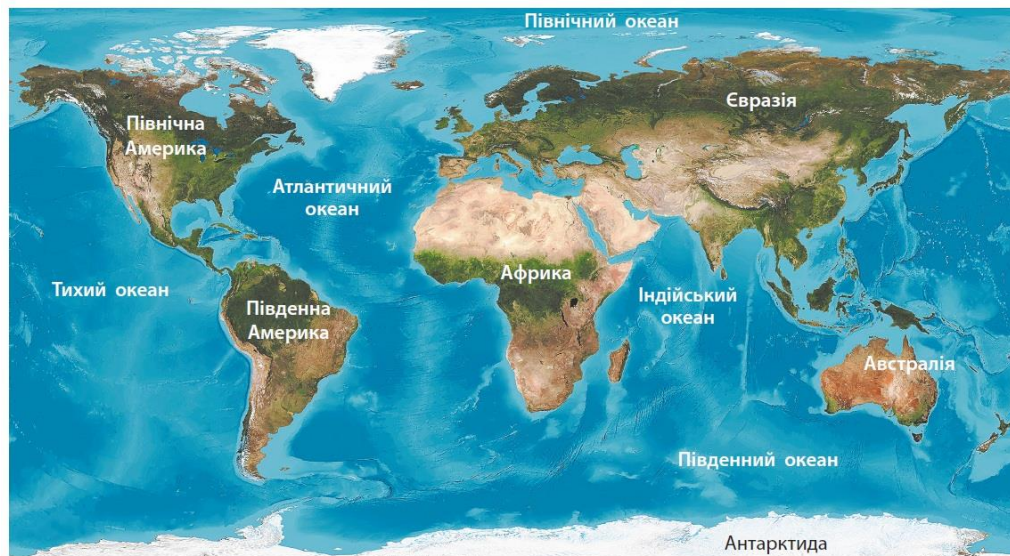 Північний океан
Євразія
Північна
Америка
Атлантичний
океан
Африка
Тихий океан
Індійський
океан
Південна
Америка
Австралія
Південний океан
Антарктида